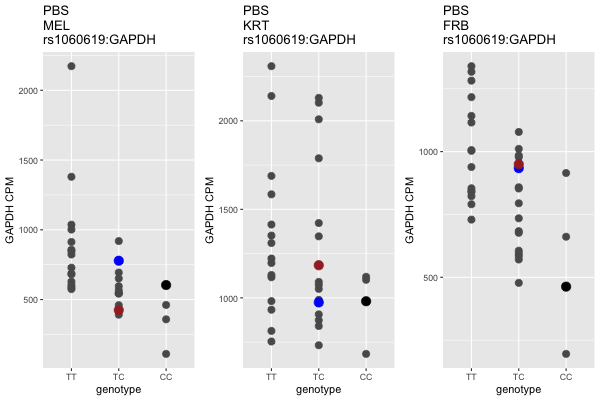 PBS
MEL
rs1060619:GAPDH
GAPDH CPM
2000
1500
1000
500
TT TC CC
genotype
PBS
KRT
rs1060619:GAPDH
GAPDH CPM
2000
1500
1000
TT TC CC
genotype
PBS
FRB
rs1060619:GAPDH
GAPDH CPM
1000
500
TT TC CC
genotype